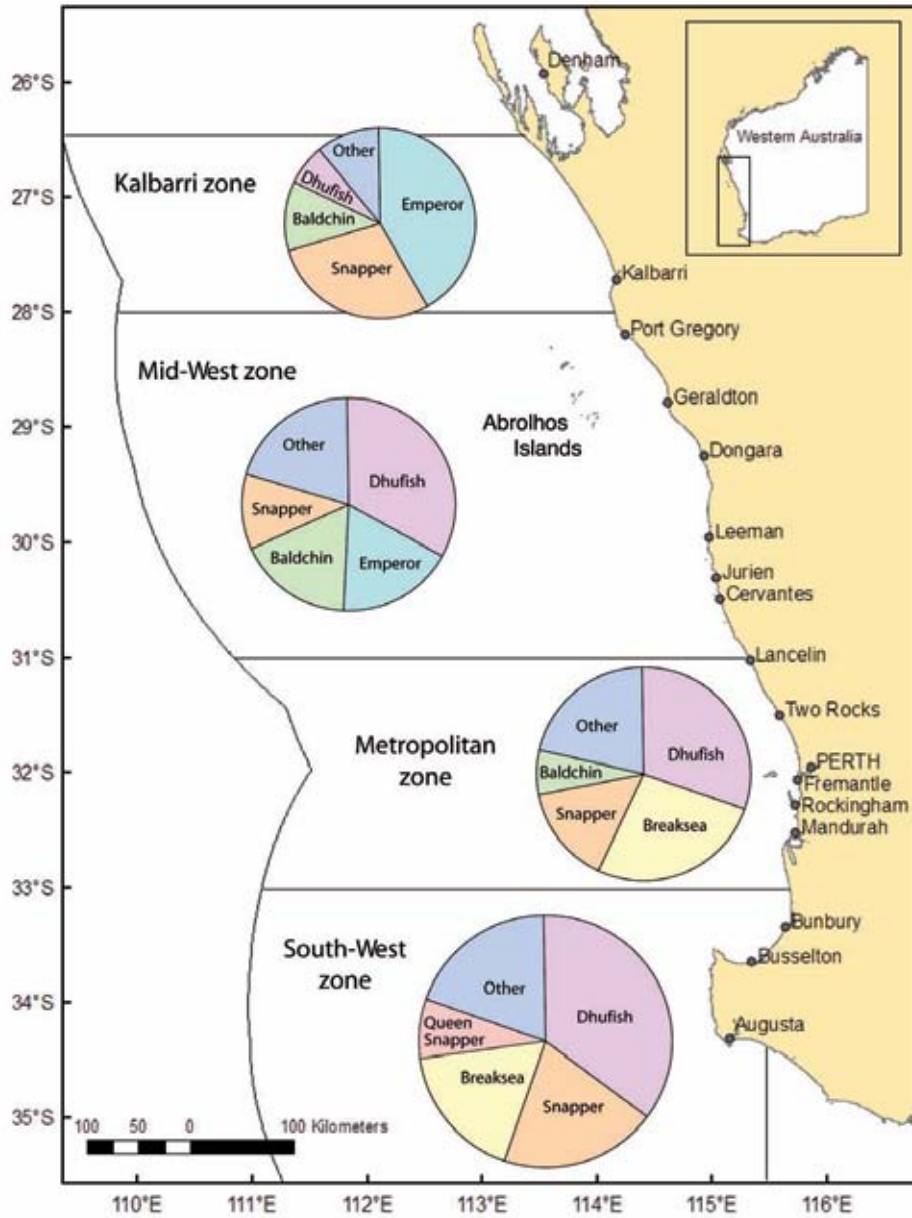 26°S
27°S
28°S
29°S
30°S
31°S
32°S
33°S
34°S
35°S
Denham
Western Australia
Kalbarri zone
Other
Dhufish
Emperor
Baldchin
Snapper
Kalbarri
Port Gregory
Mid-West zone
Geraldton
Abrolhos
Islands
Dongara
Other
Dhufish
Snapper
Baldchin
Emperor
Leeman
Jurien
Cervantes
Lancelin
Two Rocks
Metropolitan
zone
Other
Dhufish
Baldchin
Snapper
Breaksea
PERTH
Fremantle
Rockingham
Mandurah
South-West
zone
Bunbury
Busselton
Augusta
Other
Dhufish
Queen
Snapper
Breaksea
Snapper
100 50 0 100 Kilometers
110°E 111°E 112°E 113°E 114°E 115°E 116°E